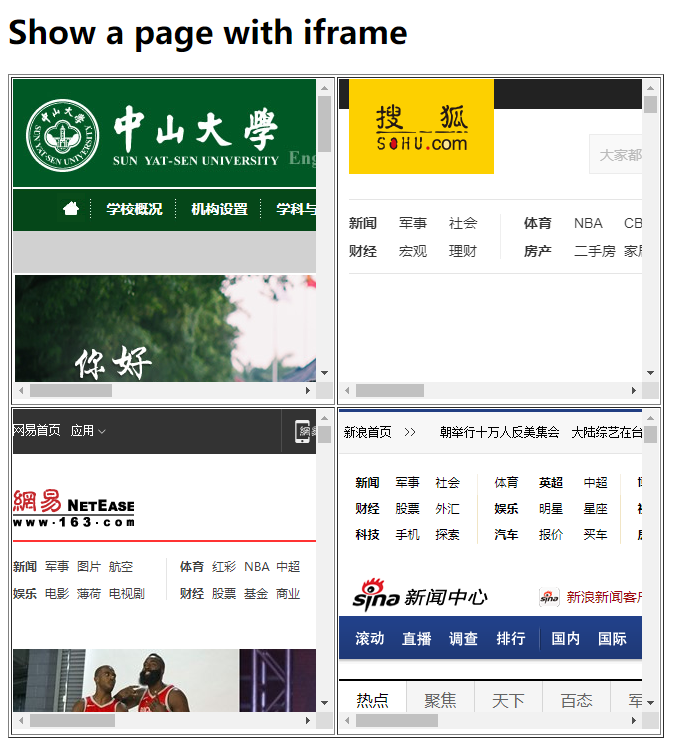 Show a page with iframe
中山大學
SUN YAT-SEN UNIVERSITY
Eng
学校概况 机构设置 学科与
你好
搜 狐
SOHU.com
大家都
新闻 军事 社会 体育 NBA CB
财经 宏观 理财 房产 二手房 家居
网易首页 应用
網易 NETEASE
www.163.com
新闻 军事 图片 航空 体育 红彩 NBA 中超
娱乐 电影 薄荷 电视剧 财经 股票 基金 商业
新浪首页 >> 朝举行十万人反美集会 大陆综艺在台
新闻 军事 社会 体育 英超 中超
财经 股票 外汇 娱乐 明星 星座
科技 手机 探索 汽车 报价 买车
sina 新闻中心
sina 新浪新闻客户
滚动 直播 调查 排行 国内 国际
热点 聚焦 天下 百态 军